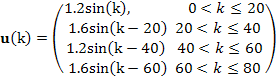 1.2sin(k), 0 < k ≤ 20
1.6sin(k − 20) 20 < k ≤ 40
u(k) =
1.2sin(k − 40) 40 < k ≤ 60
1.6sin(k − 60) 60 < k ≤ 80